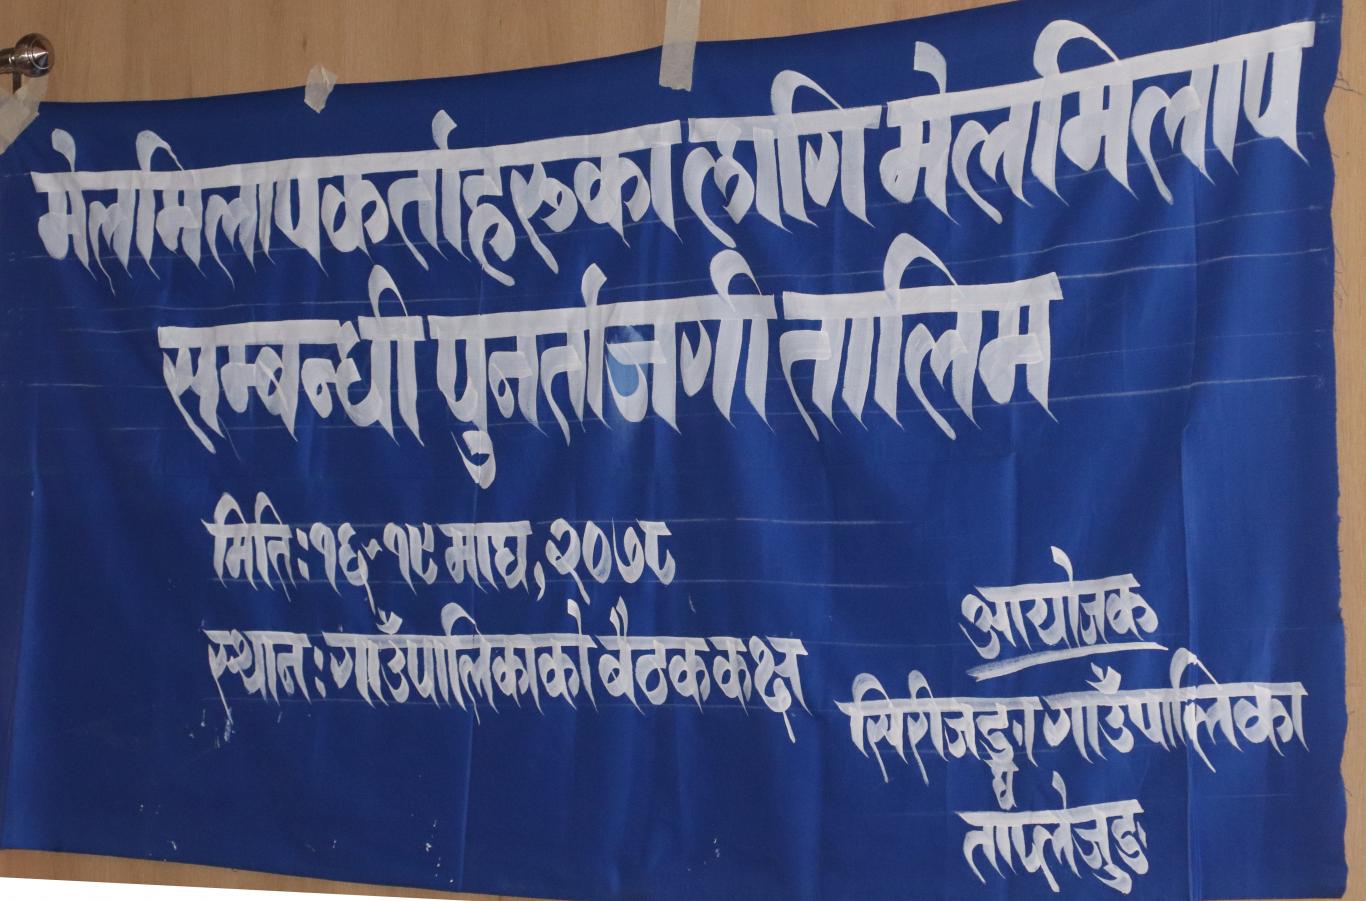 मेलमिलापकर्ताहरुका लागि मेलमिलाप
सम्बन्धी पुनर्ताजगी तालिम
मिति: १६-१९ माघ, २०७८
स्थान: गाउँपालिकाको बैठक कक्ष
आयोजक
सिरीजङ्घा गाउँपालिका
ताप्लेजुङ